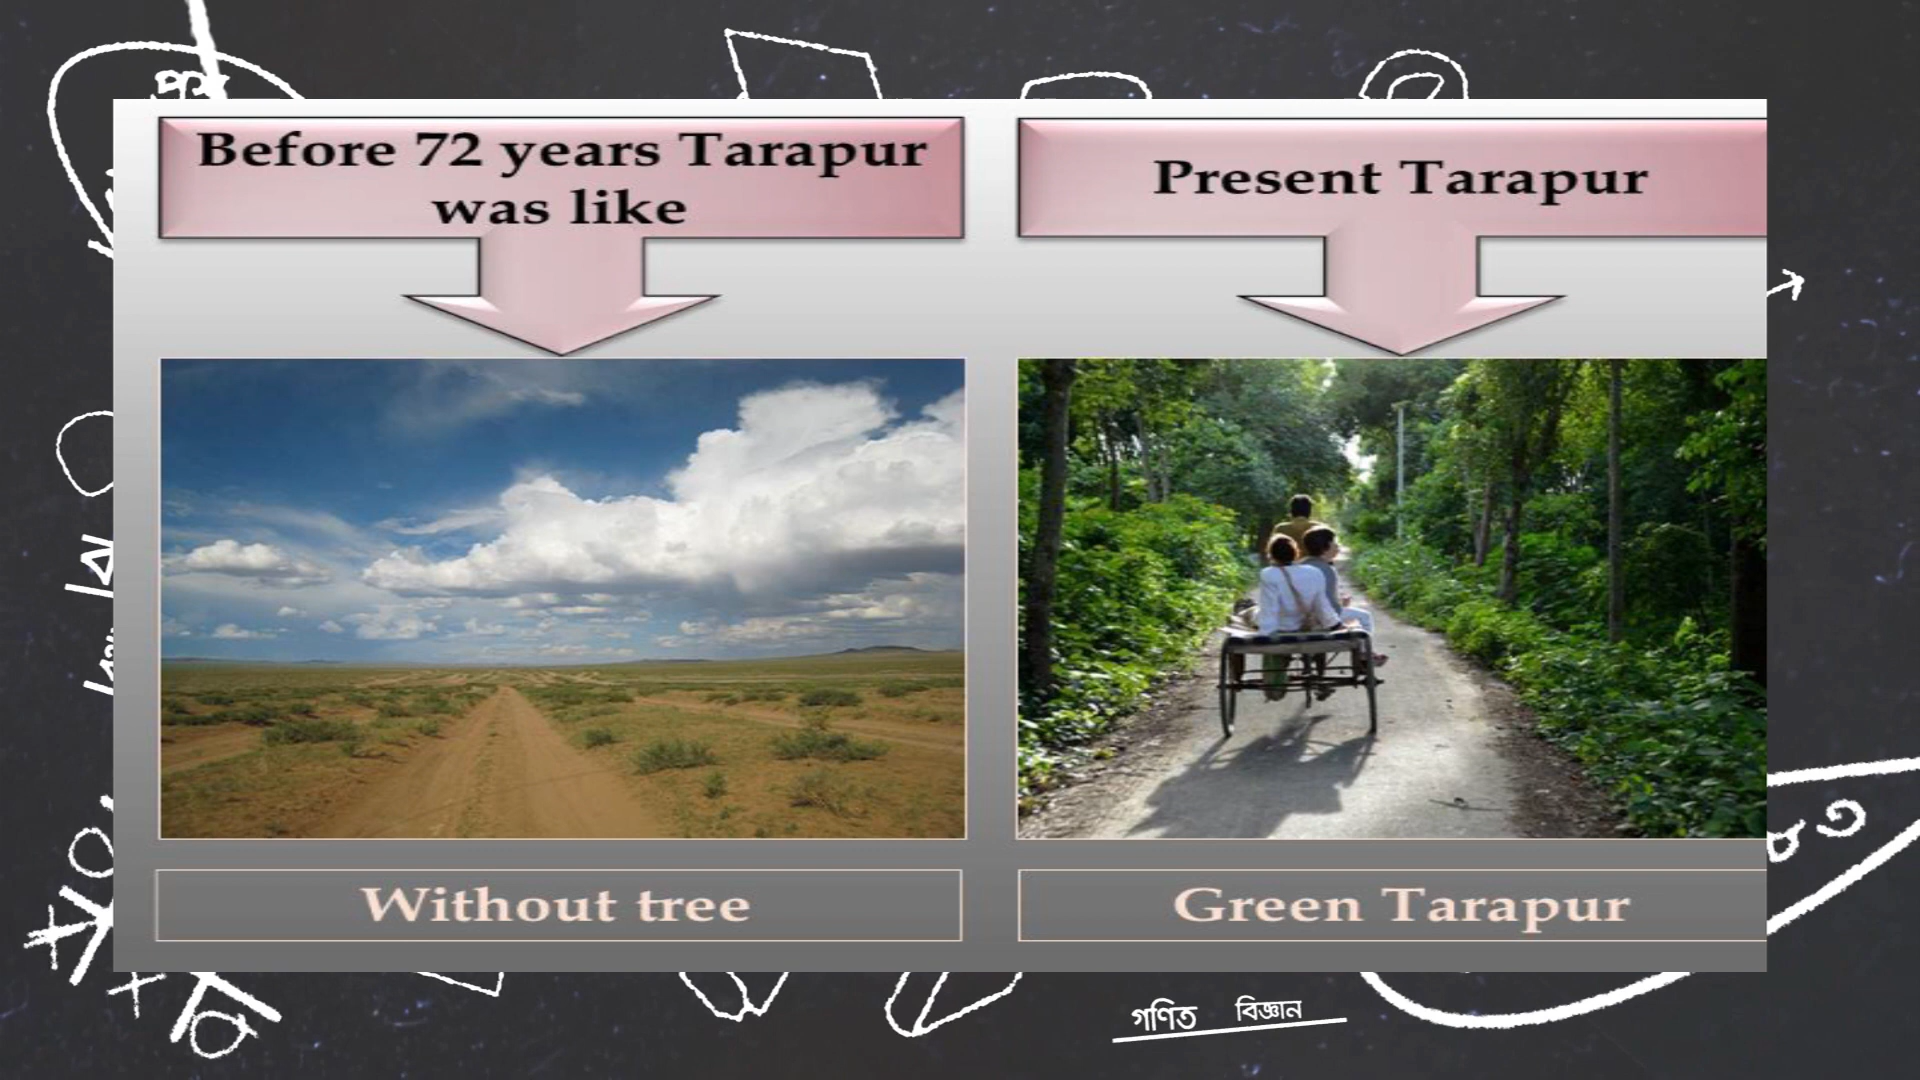 Before 72 years Tarapur
was like
Present Tarapur
Without tree
Green Tarapur
গণিত বিজ্ঞান